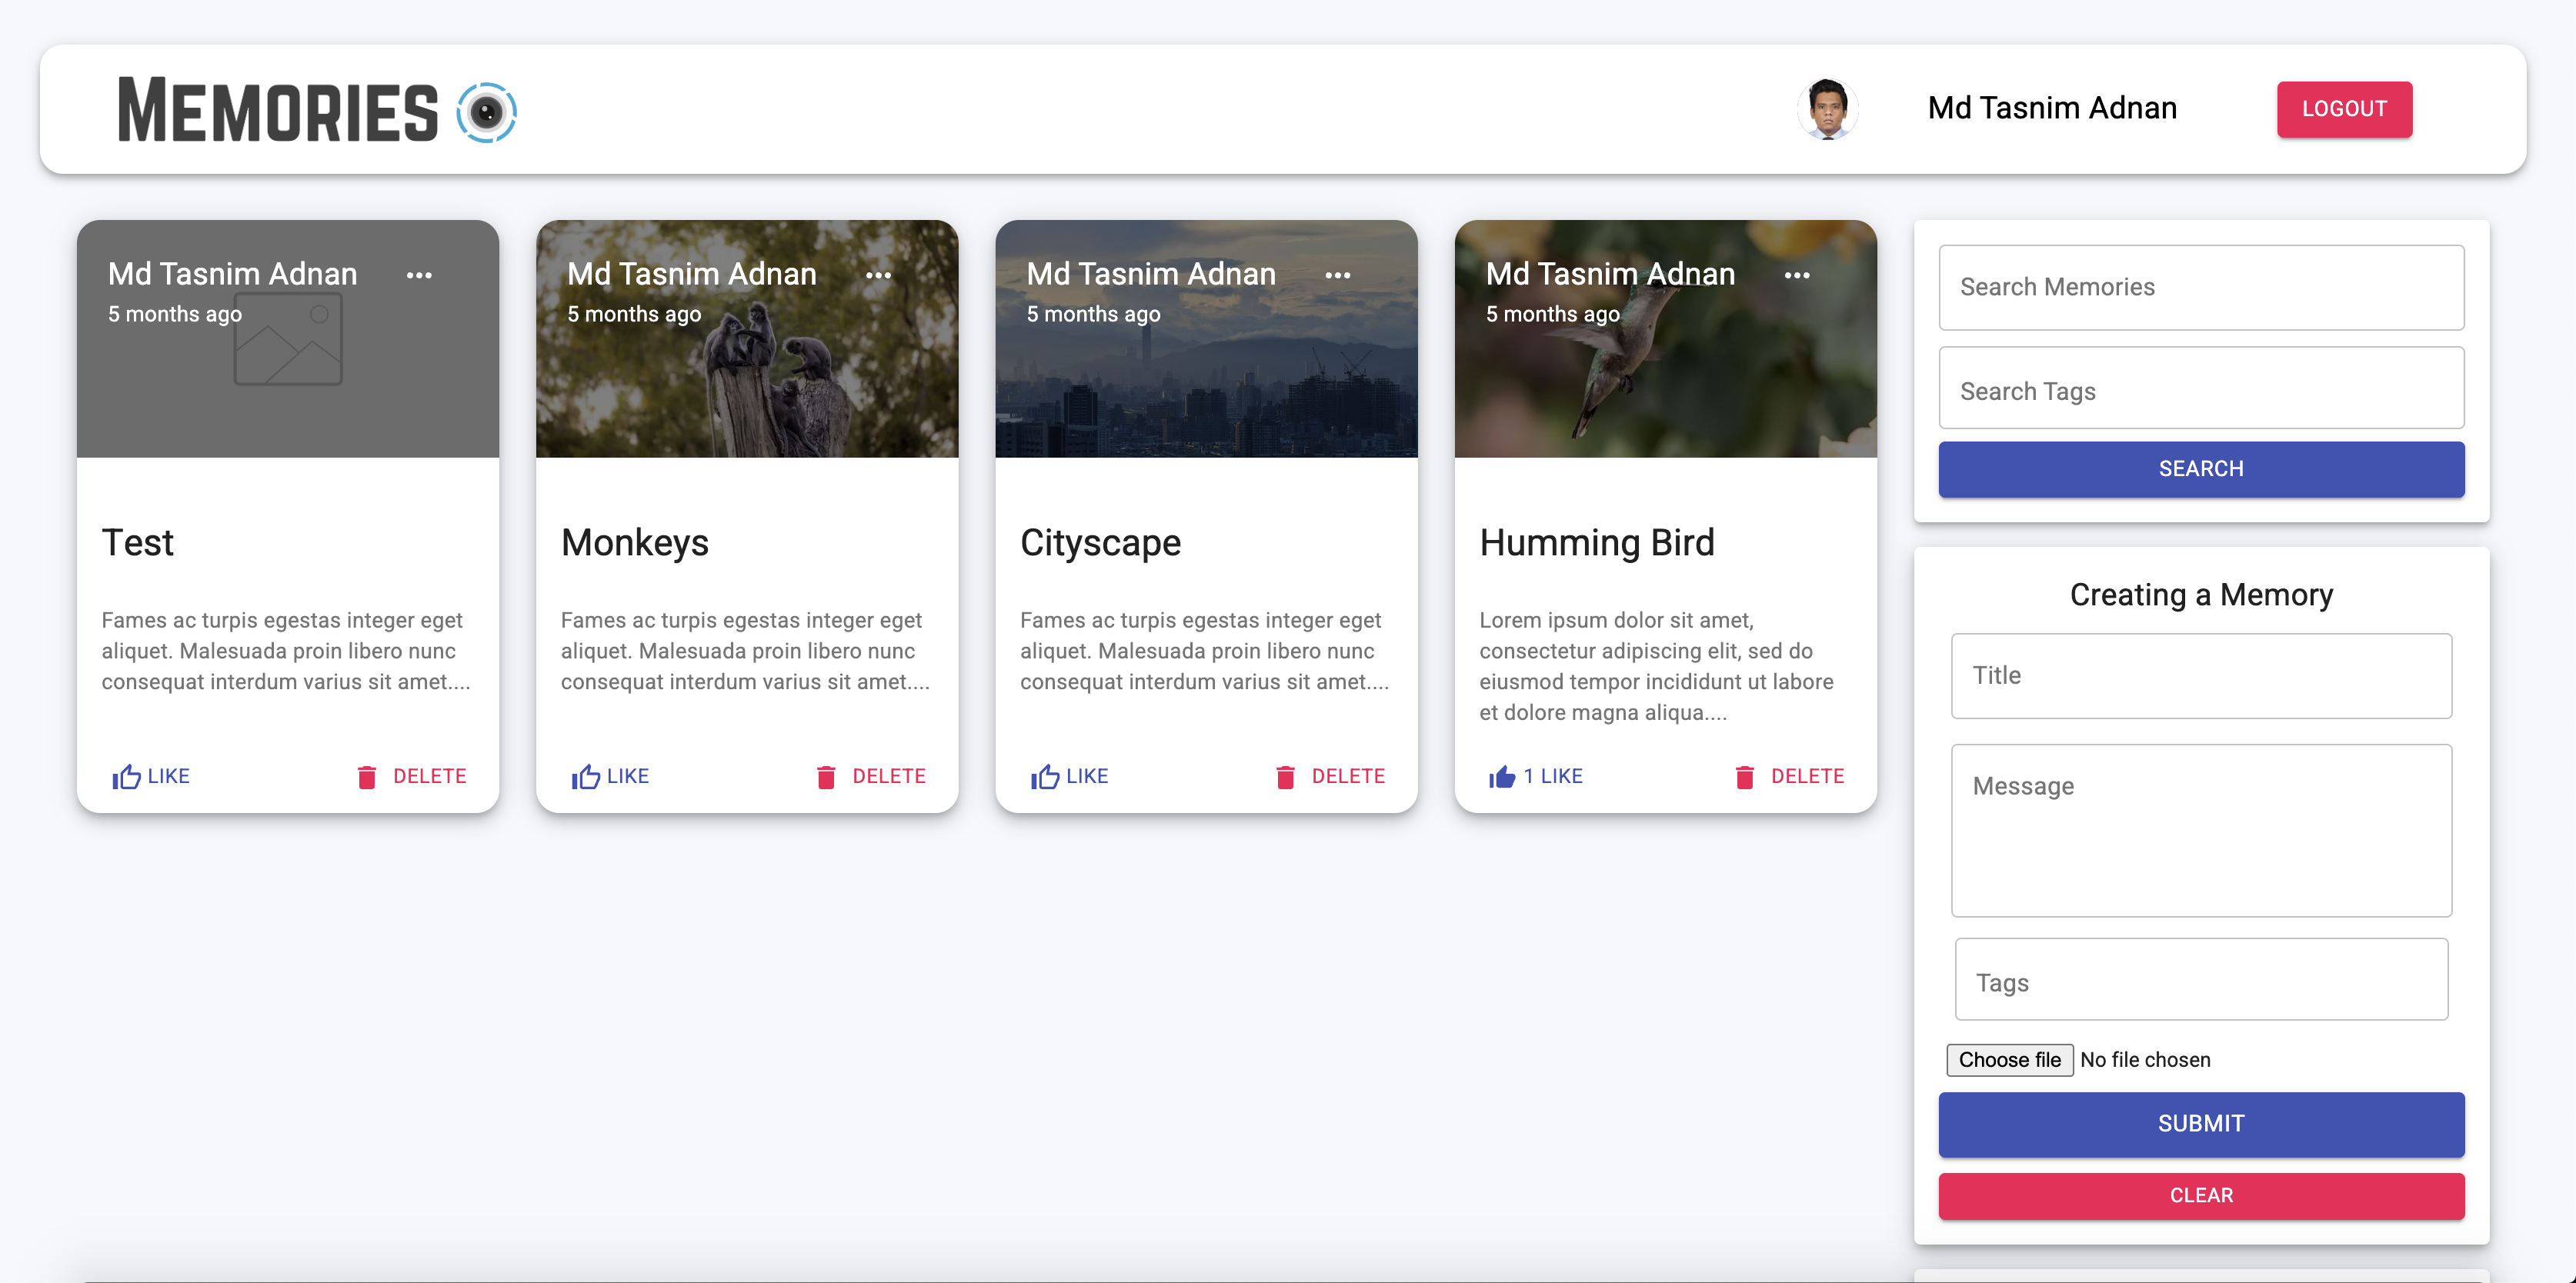 MEMORIES
Md Tasnim Adnan
LOGOUT
Md Tasnim Adnan
5 months ago
Test
Fames ac turpis egestas integer eget
aliquet. Malesuada proin libero nunc
consequat interdum varius sit amet....
LIKE
DELETE
Md Tasnim Adnan
5 months ago
Monkeys
Fames ac turpis egestas integer eget
aliquet. Malesuada proin libero nunc
consequat interdum varius sit amet....
LIKE
DELETE
Md Tasnim Adnan
5 months ago
Cityscape
Fames ac turpis egestas integer eget
aliquet. Malesuada proin libero nunc
consequat interdum varius sit amet....
LIKE
DELETE
Md Tasnim Adnan
5 months ago
Humming Bird
Lorem ipsum dolor sit amet,
consectetur adipiscing elit, sed do
eiusmod tempor incididunt ut labore
et dolore magna aliqua....
1 LIKE
DELETE
Search Memories
Search Tags
SEARCH
Creating a Memory
Title
Message
Tags
Choose file No file chosen
SUBMIT
CLEAR